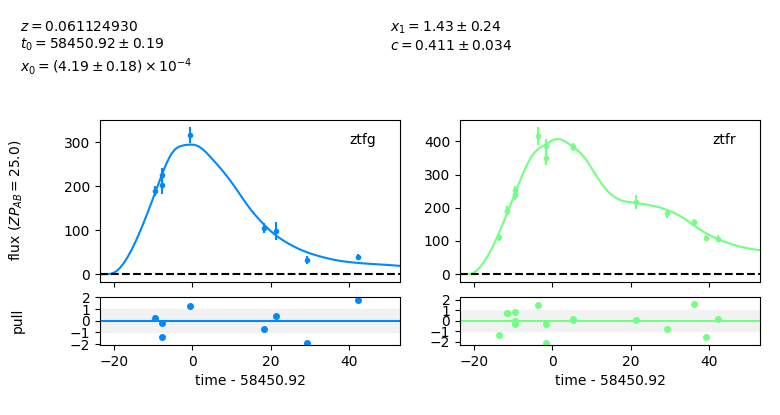 z = 0.061124930
t₀ = 58450.92 ± 0.19
x₀ = (4.19 ± 0.18) × 10⁻⁴
x₁ = 1.43 ± 0.24
c = 0.411 ± 0.034
flux (ZP_AB = 25.0)
300
200
100
0
ztfg
400
300
200
100
0
ztfr
pull
2
1
0
−1
−2
−20 0 20 40
time - 58450.92
2
1
0
−1
−2
−20 0 20 40
time - 58450.92